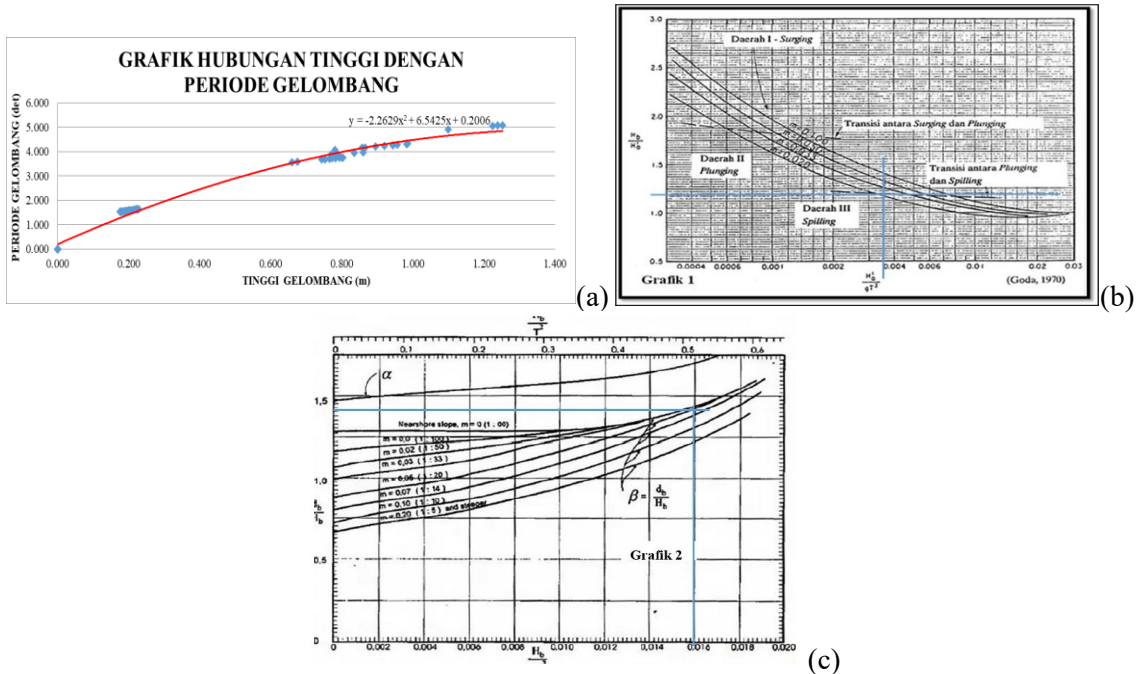 GRAFIK HUBUNGAN TINGGI DENGAN
PERIODE GELOMBANG
PERIODE GELOMBANG (det)
6.000
5.000
4.000
3.000
2.000
1.000
0.000
y = -2.2629x² + 6.5425x + 0.2006
0.000 0.200 0.400 0.600 0.800 1.000 1.200 1.400
TINGGI GELOMBANG (m)
(a)
3.0
2.5
2.0
1.5
1.0
0.5
Daerah I - Surging
m=0.100
Transisi antara Surging dan Plunging
Daerah II
Plunging
Transisi antara Plunging
dan Spilling
Daerah III
Spilling
0.0004 0.0006 0.001 0.002 0.004 0.006 0.01 0.02 0.03
Grafik 1
gT²
(Goda, 1970)
(b)
T²
0 0.1 0.2 0.3 0.4 0.5 0.6
α
1,5
1,0
0,5
0
Nearshore slope, m = 0 (1 : 00)
m = 0,0 (1 : 100)
m = 0,02 (1 : 50)
m = 0,03 (1 : 33)
m = 0,05 (1 : 20)
m = 0,07 (1 : 14)
m = 0,10 (1 : 10)
m = 0,20 (1 : 5) and steeper
β = d_b/H_b
Grafik 2
0 0,002 0,004 0,006 0,008 0,010 0,012 0,014 0,016 0,018 0,020
H_b
(c)